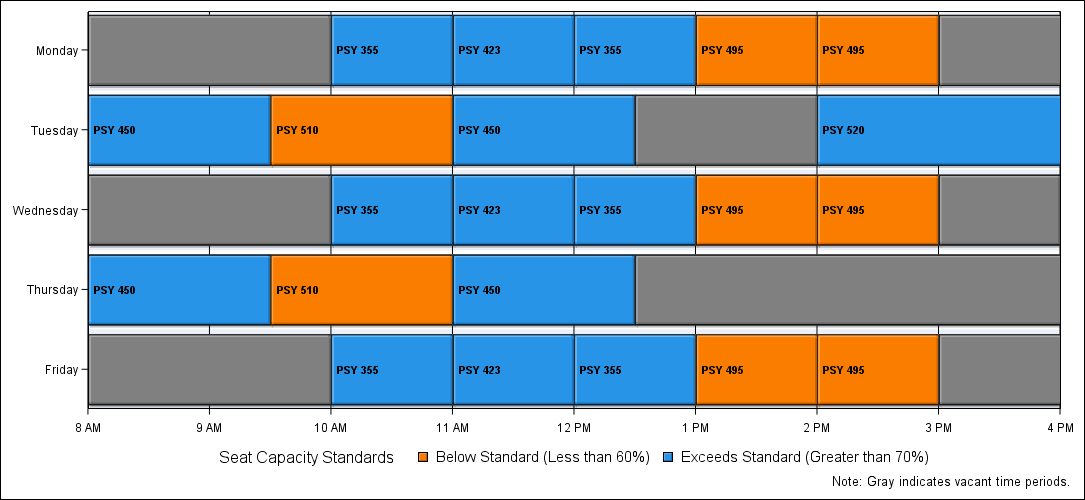 Monday PSY 355 PSY 423 PSY 355 PSY 495 PSY 495
Tuesday PSY 450 PSY 510 PSY 450 PSY 520
Wednesday PSY 355 PSY 423 PSY 355 PSY 495 PSY 495
Thursday PSY 450 PSY 510 PSY 450
Friday PSY 355 PSY 423 PSY 355 PSY 495 PSY 495
8 AM 9 AM 10 AM 11 AM 12 PM 1 PM 2 PM 3 PM 4 PM
Seat Capacity Standards Below Standard (Less than 60%) Exceeds Standard (Greater than 70%)
Note: Gray indicates vacant time periods.